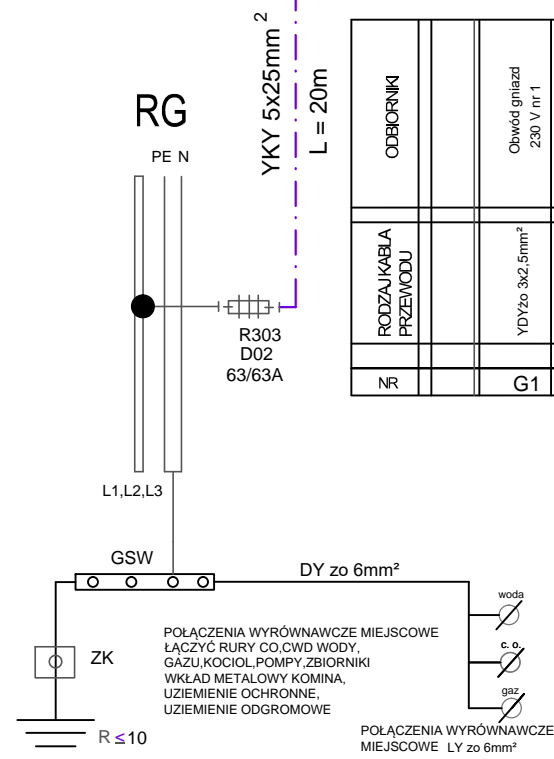 YKY 5x25mm 2
L = 20m
RG
PE N
R303
D02
63/63A
L1,L2,L3
ODBIORNIKI
Obwód gniazd
230 V nr 1
RODZAJ KABLA
PRZEWODU
YDYżo 3x2,5mm²
NR
G1
GSW
DY zo 6mm²
ZK
R ≤10
POŁĄCZENIA WYRÓWNAWCZE MIEJSCOWE
ŁĄCZYĆ RURY CO,CWD WODY,
GAZU,KOCIOL,POMPY,ZBIORNIKI
WKŁAD METALOWY KOMINA,
UZIEMIENIE OCHRONNE,
UZIEMIENIE ODGROMOWE
woda
c. o.
gaz
POŁĄCZENIA WYRÓWNAWCZE
MIEJSCOWE LY zo 6mm²